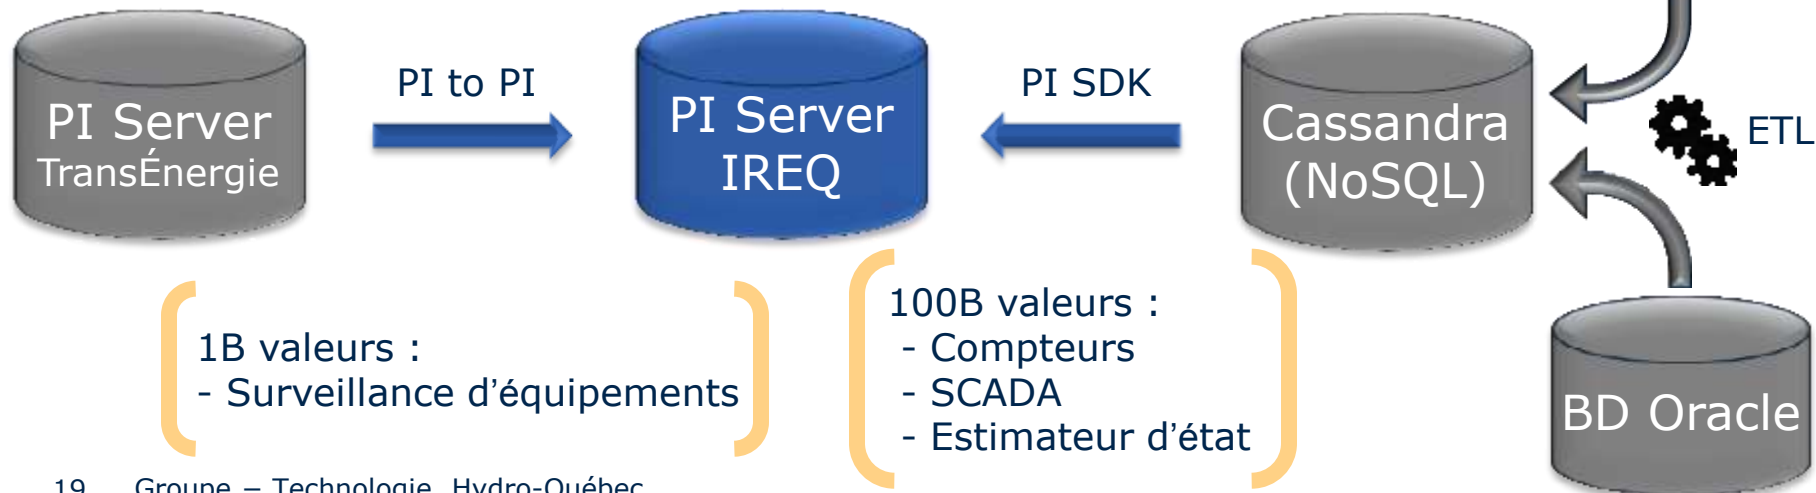 PI Server
TransÉnergie
PI to PI
PI Server
IREQ
PI SDK
Cassandra
(NoSQL)
ETL
1B valeurs :
- Surveillance d’équipements
100B valeurs :
- Compteurs
- SCADA
- Estimateur d’état
BD Oracle
19 Groupe – Technologie, Hydro-Québec